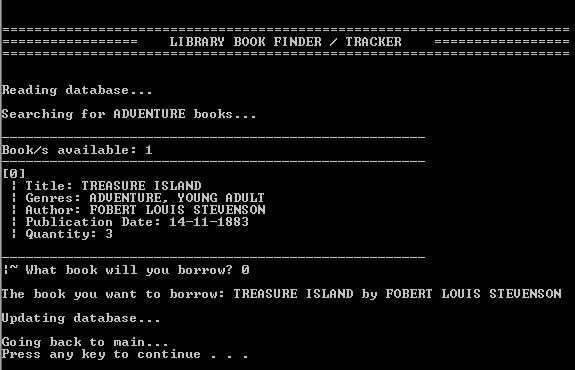 ======================================================================
================= LIBRARY BOOK FINDER / TRACKER =================
======================================================================
Reading database...
Searching for ADVENTURE books...
----------------------------------------------------
Book/s available: 1
----------------------------------------------------
[0]
¦ Title: TREASURE ISLAND
¦ Genres: ADVENTURE, YOUNG ADULT
¦ Author: FOBERT LOUIS STEVENSON
¦ Publication Date: 14-11-1883
¦ Quantity: 3
----------------------------------------------------
¦~ What book will you borrow? 0
The book you want to borrow: TREASURE ISLAND by FOBERT LOUIS STEVENSON
Updating database...
Going back to main...
Press any key to continue . . .